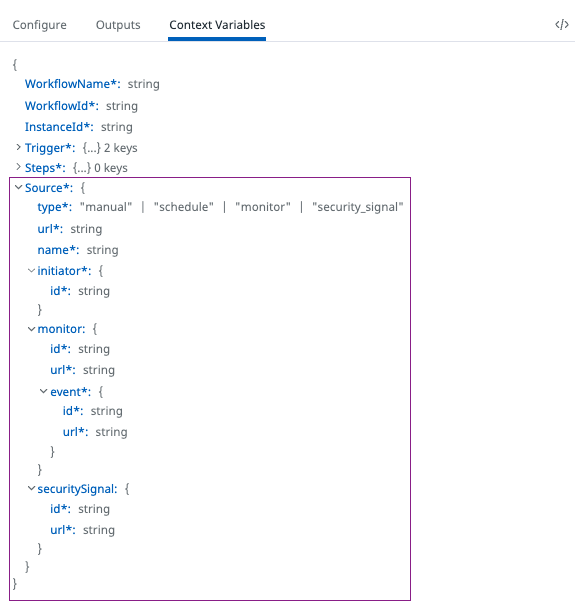 Configure Outputs Context Variables </>
{
WorkflowName*: string
WorkflowId*: string
InstanceId*: string
Trigger*: {...} 2 keys
Steps*: {...} 0 keys
Source*: {
type*: "manual" | "schedule" | "monitor" | "security_signal"
url*: string
name*: string
initiator*: {
id*: string
}
monitor: {
id*: string
url*: string
event*: {
id*: string
url*: string
}
}
securitySignal: {
id*: string
url*: string
}
}
}